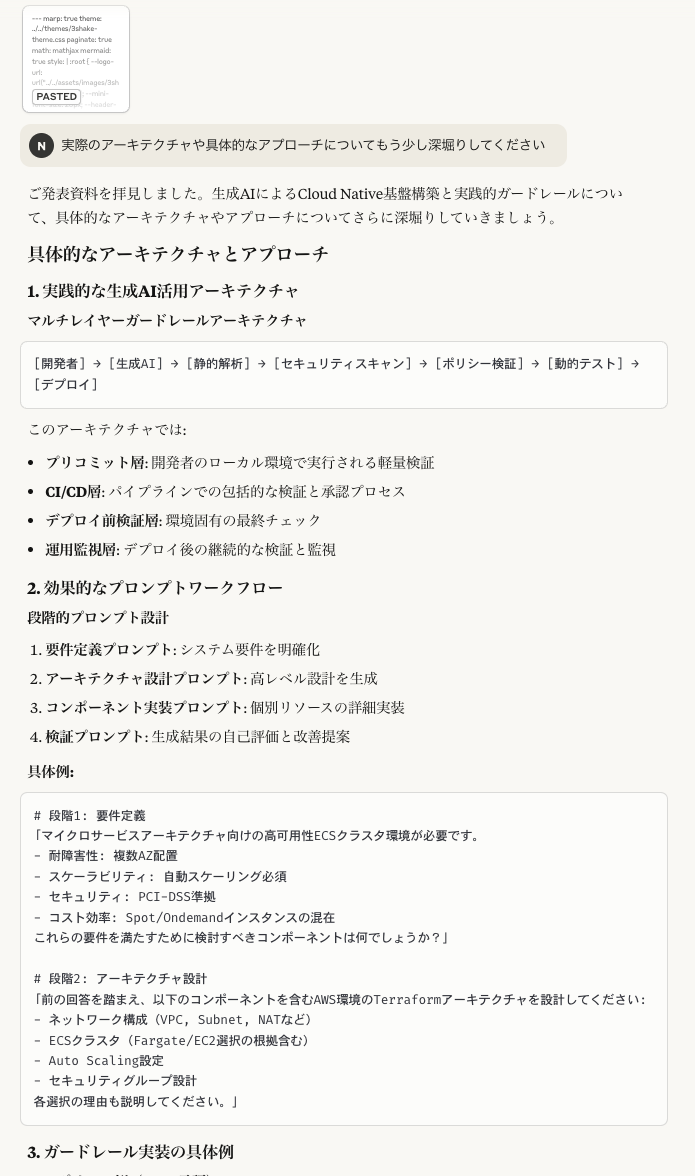 --- marp: true theme:
../../themes/3shake-
theme.css paginate: true
math: mathjax mermaid:
true style: | :root { --logo-
url:
url("../../assets/images/3sh
PASTED
--mini-
--header-
N 実際のアーキテクチャや具体的なアプローチについてもう少し深堀りしてください
ご発表資料を拝見しました。生成AIによるCloud Native基盤構築と実践的ガードレールについ
て、具体的なアーキテクチャやアプローチについてさらに深堀りしていきましょう。
具体的なアーキテクチャとアプローチ
1. 実践的な生成AI活用アーキテクチャ
マルチレイヤーガードレールアーキテクチャ
[開発者] → [生成AI] → [静的解析] → [セキュリティスキャン] → [ポリシー検証] → [動的テスト] →
[デプロイ]
このアーキテクチャでは:
• プリコミット層: 開発者のローカル環境で実行される軽量検証
• CI/CD層: パイプラインでの包括的な検証と承認プロセス
• デプロイ前検証層: 環境固有の最終チェック
• 運用監視層: デプロイ後の継続的な検証と監視
2. 効果的なプロンプトワークフロー
段階的プロンプト設計
1. 要件定義プロンプト: システム要件を明確化
2. アーキテクチャ設計プロンプト: 高レベル設計を生成
3. コンポーネント実装プロンプト: 個別リソースの詳細実装
4. 検証プロンプト: 生成結果の自己評価と改善提案
具体例:
# 段階1: 要件定義
「マイクロサービスアーキテクチャ向けの高可用性ECSクラスタ環境が必要です。
- 耐障害性: 複数AZ配置
- スケーラビリティ: 自動スケーリング必須
- セキュリティ: PCI-DSS準拠
- コスト効率: Spot/Ondemandインスタンスの混在
これらの要件を満たすために検討すべきコンポーネントは何でしょうか？」
# 段階2: アーキテクチャ設計
「前の回答を踏まえ、以下のコンポーネントを含むAWS環境のTerraformアーキテクチャを設計してください:
- ネットワーク構成（VPC, Subnet, NATなど）
- ECSクラスタ（Fargate/EC2選択の根拠含む）
- Auto Scaling設定
- セキュリティグループ設計
各選択の理由も説明してください。」
3. ガードレール実装の具体例